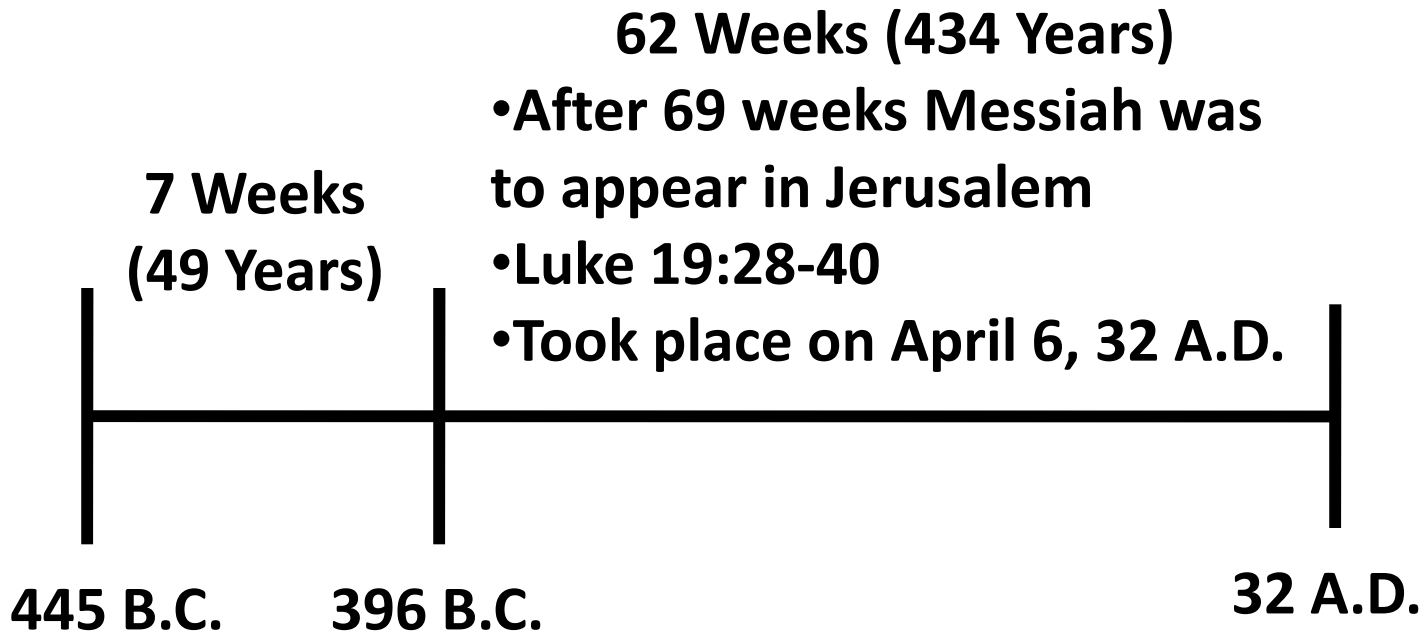 62 Weeks (434 Years)
•After 69 weeks Messiah was
to appear in Jerusalem
•Luke 19:28-40
•Took place on April 6, 32 A.D.
7 Weeks
(49 Years)
445 B.C.
396 B.C.
32 A.D.